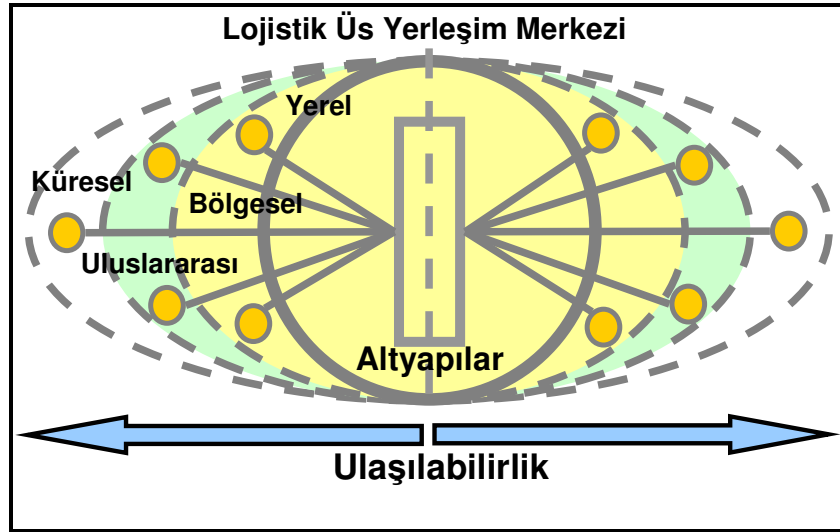 Lojistik Üs Yerleşim Merkezi
Yerel
Küresel
Bölgesel
Uluslararası
Altyapılar
Ulaşılabilirlik